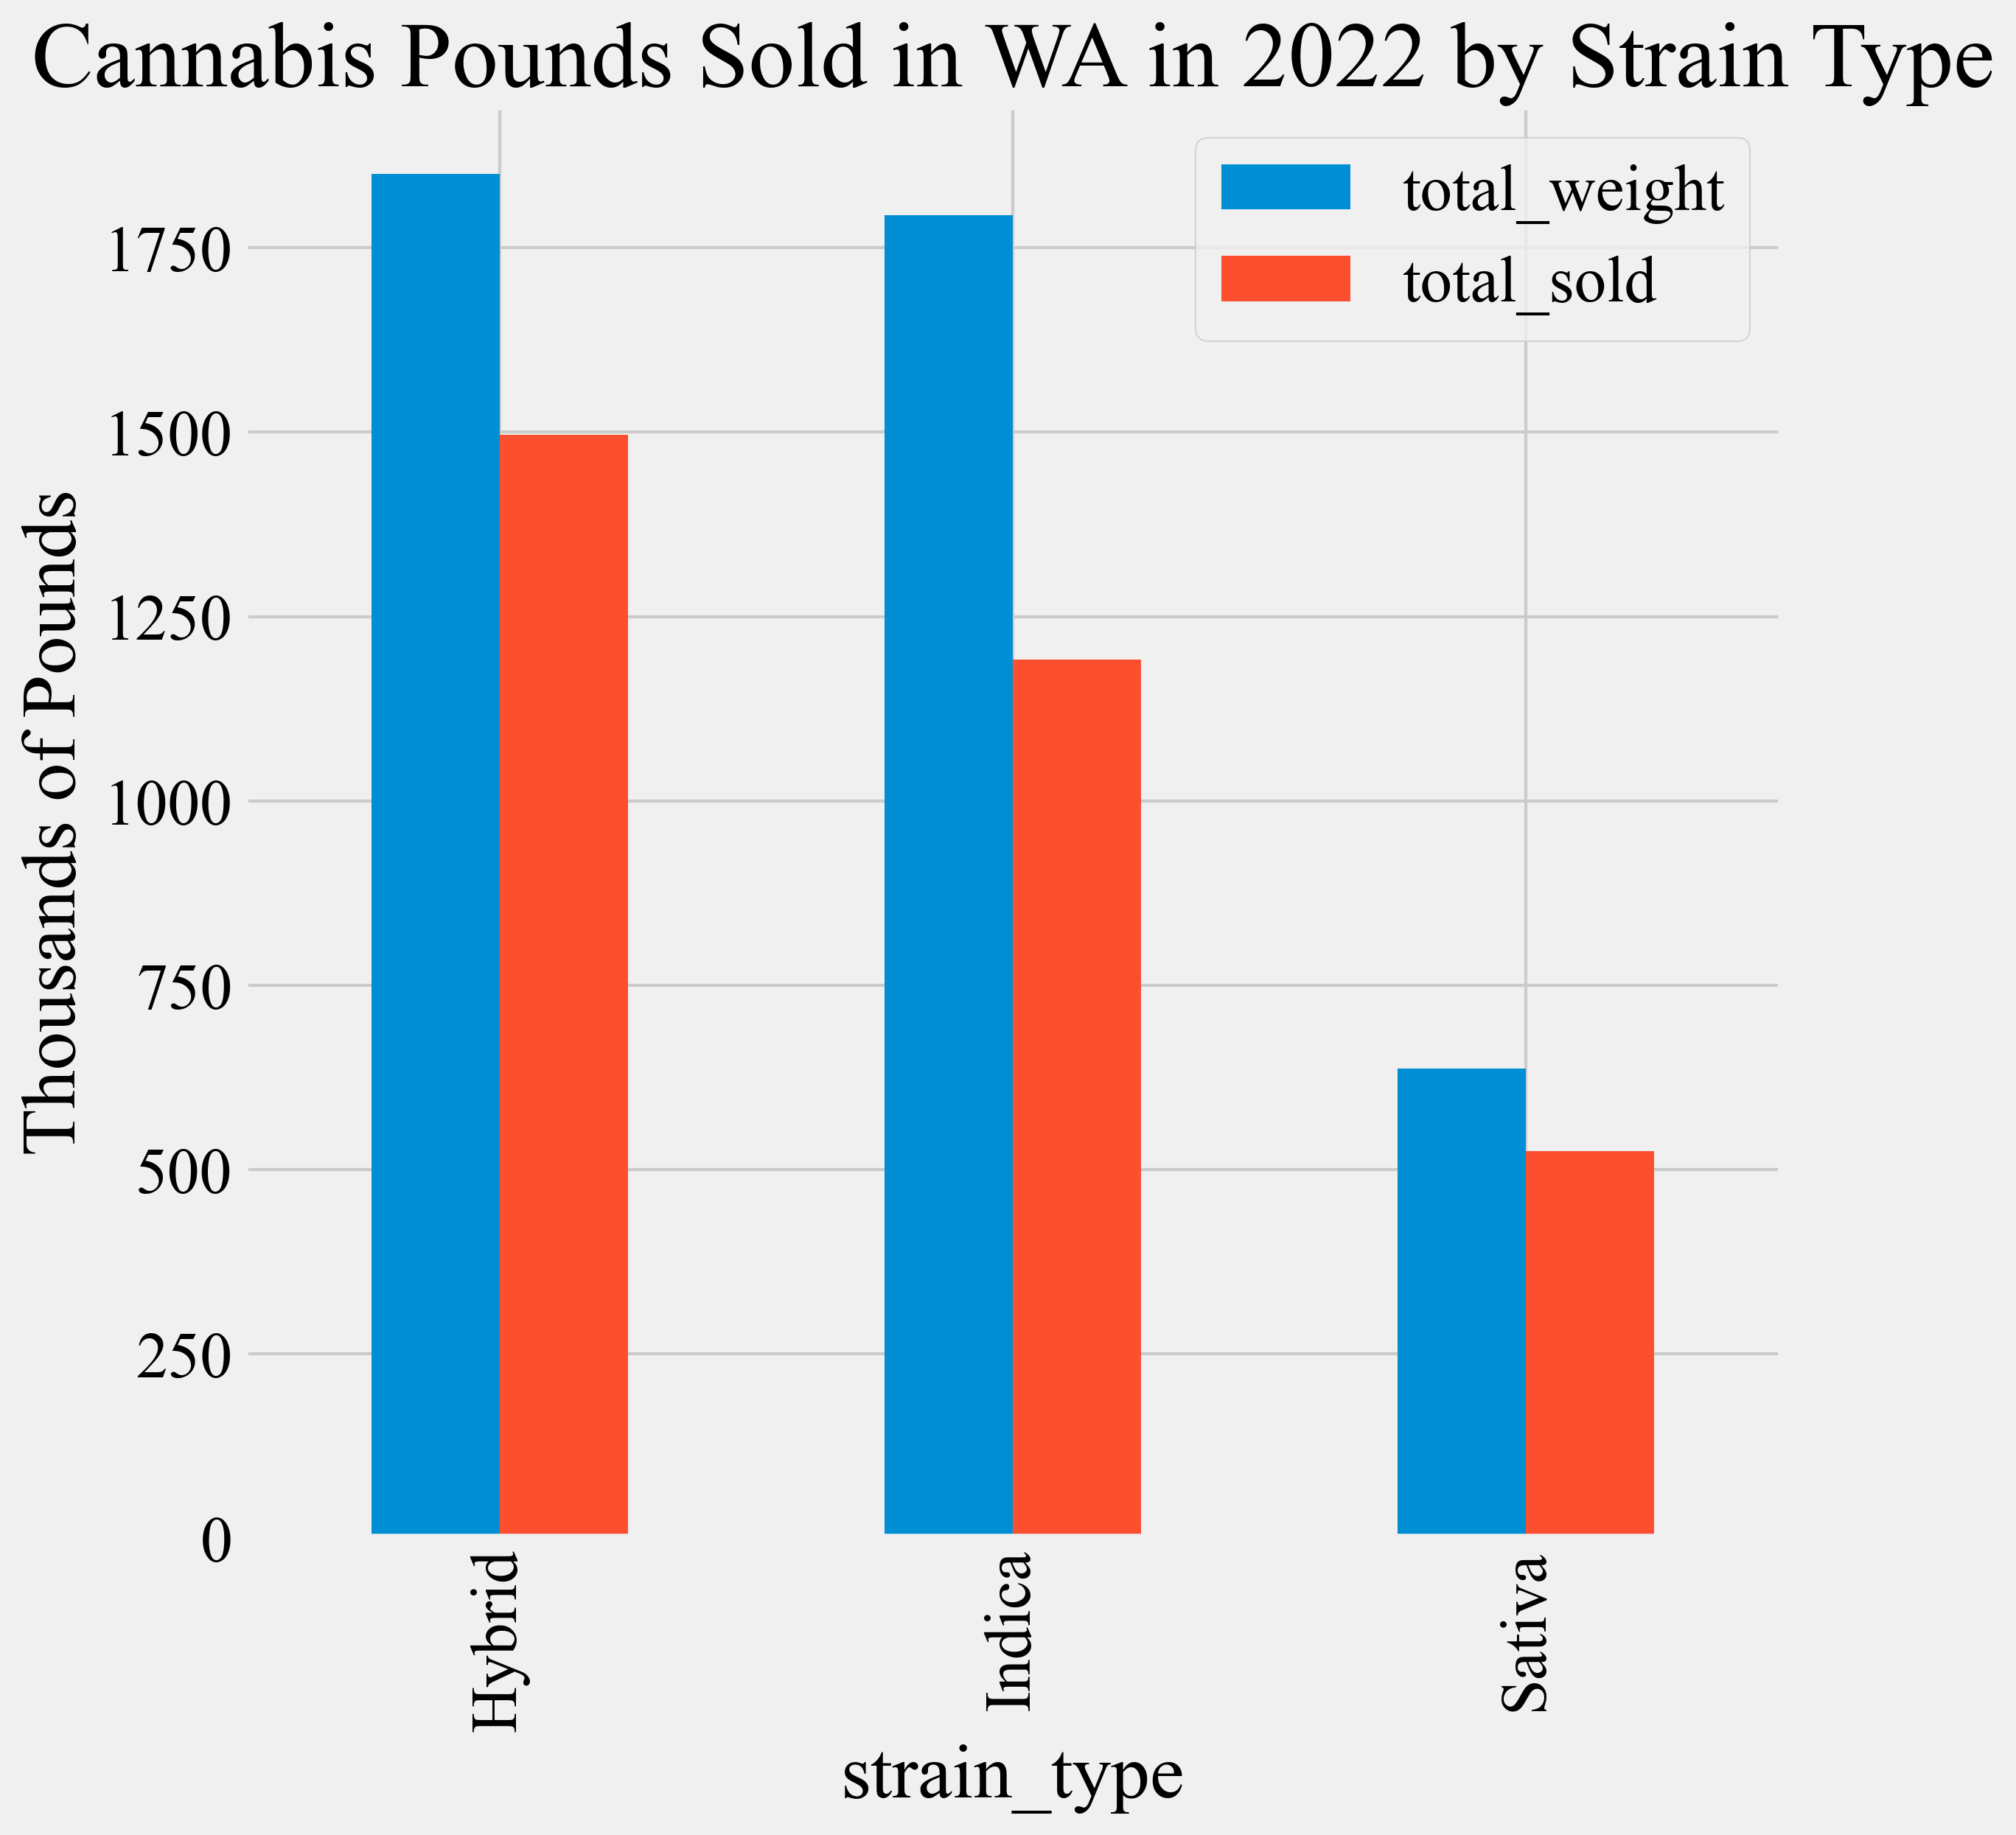 Cannabis Pounds Sold in WA in 2022 by Strain Type
total_weight
total_sold
Thousands of Pounds
1750
1500
1250
1000
750
500
250
0
Hybrid
Indica
Sativa
strain_type